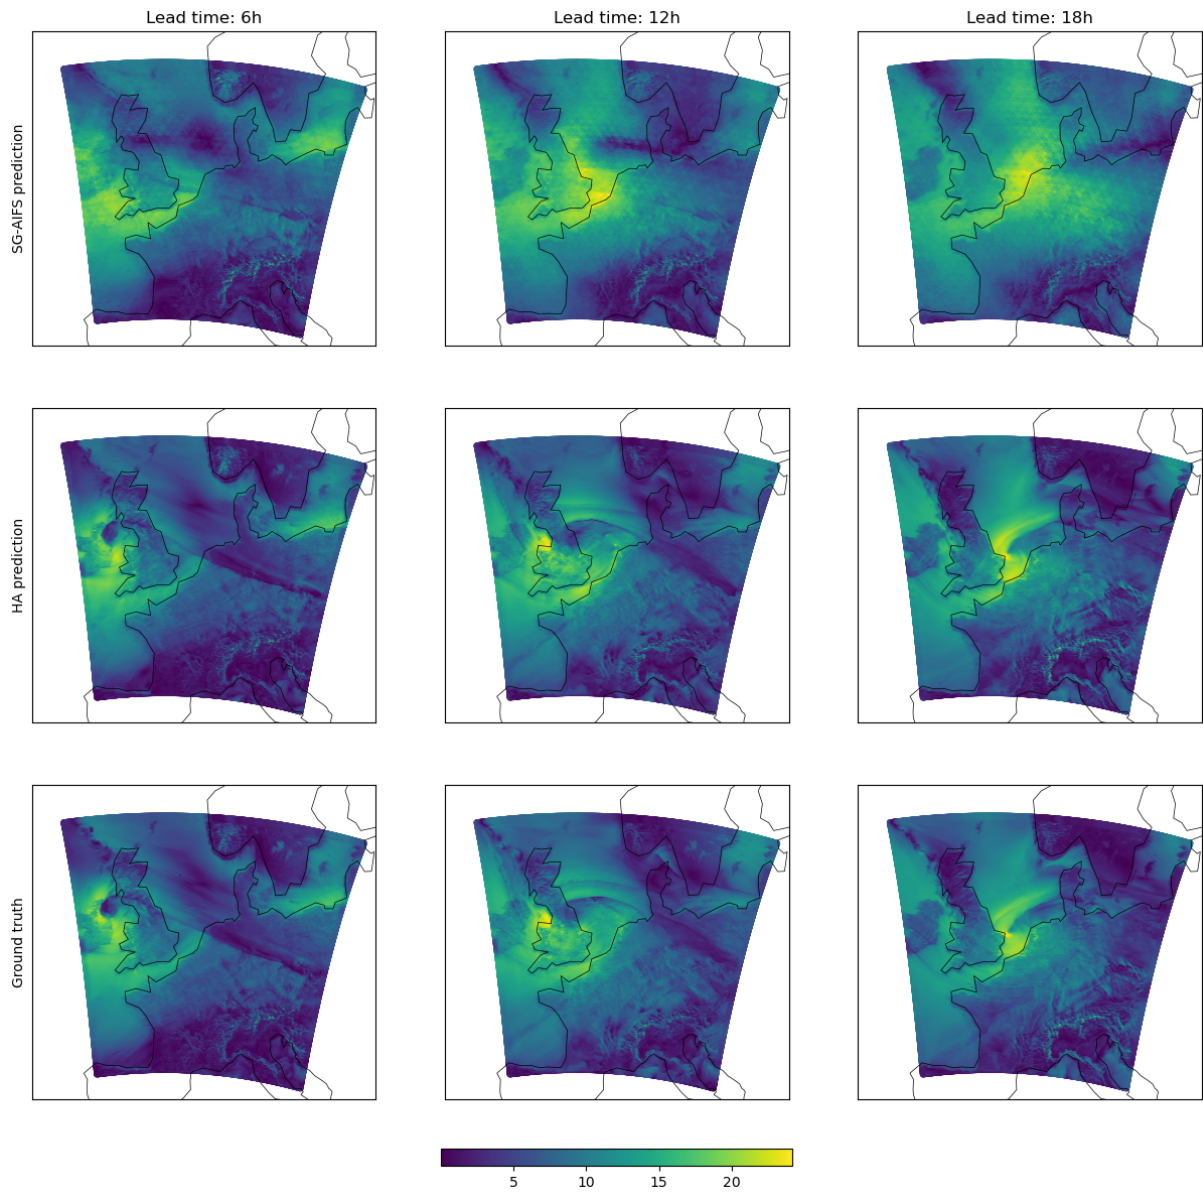 Lead time: 6h
Lead time: 12h
Lead time: 18h
SG-AIFS prediction
HA prediction
Ground truth
5
10
15
20